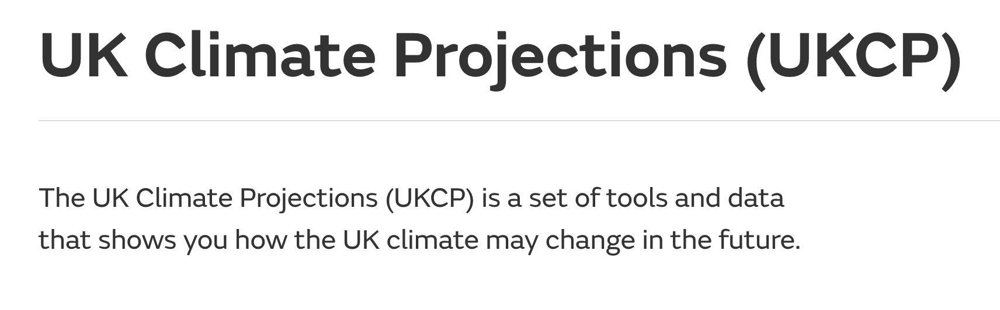 UK Climate Projections (UKCP)
The UK Climate Projections (UKCP) is a set of tools and data
that shows you how the UK climate may change in the future.